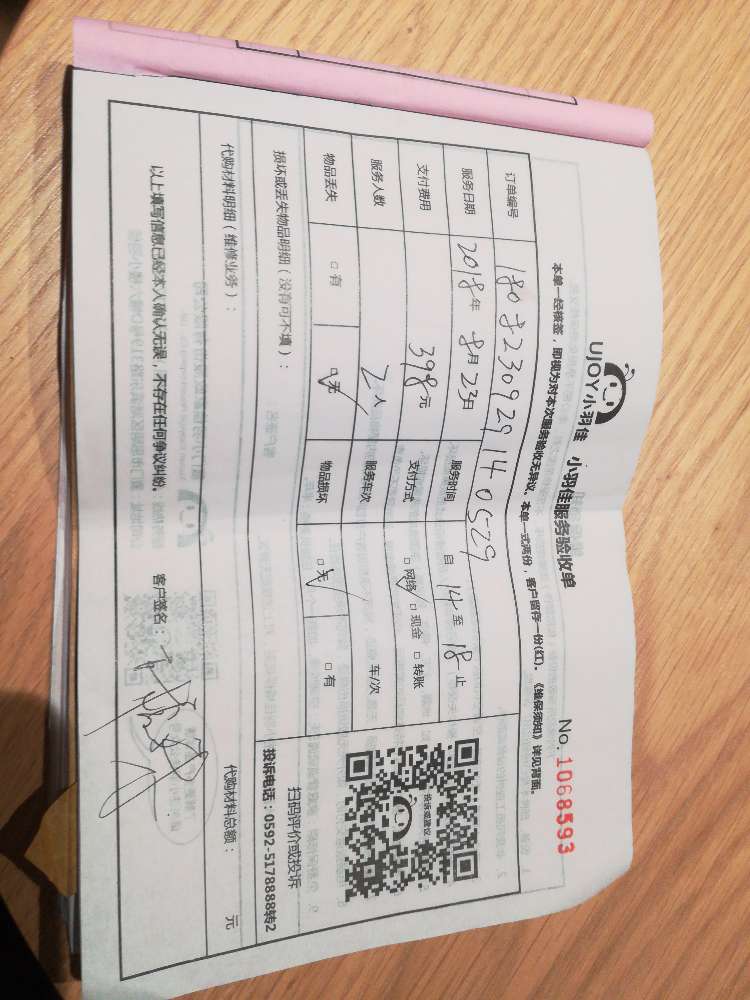 UJOY小羽佳 小羽佳服务验收单 No. 1068593
本单一经核签，即视为对本次服务验收无异议。本单一式两份，客户留存一份(红)。《维保须知》详见背面。
订单编号 180823092914 0529
服务日期 2018年 8月23日 服务时间 自 14 至 18 止
支付费用 398元 支付方式 ☑网络 □现金 □转账
服务人数 2人 服务车次 车/次
物品丢失 □有 ☑无 物品损坏 ☑无 □有
投诉或建议
扫码评价或投诉
投诉电话：0592-5178888转2
损坏或丢失物品明细（没有可不填）：
代购材料明细（维修业务）： 代购材料总额： 元
以上填写信息已经本人确认无误，不存在任何争议纠纷。 客户签名：